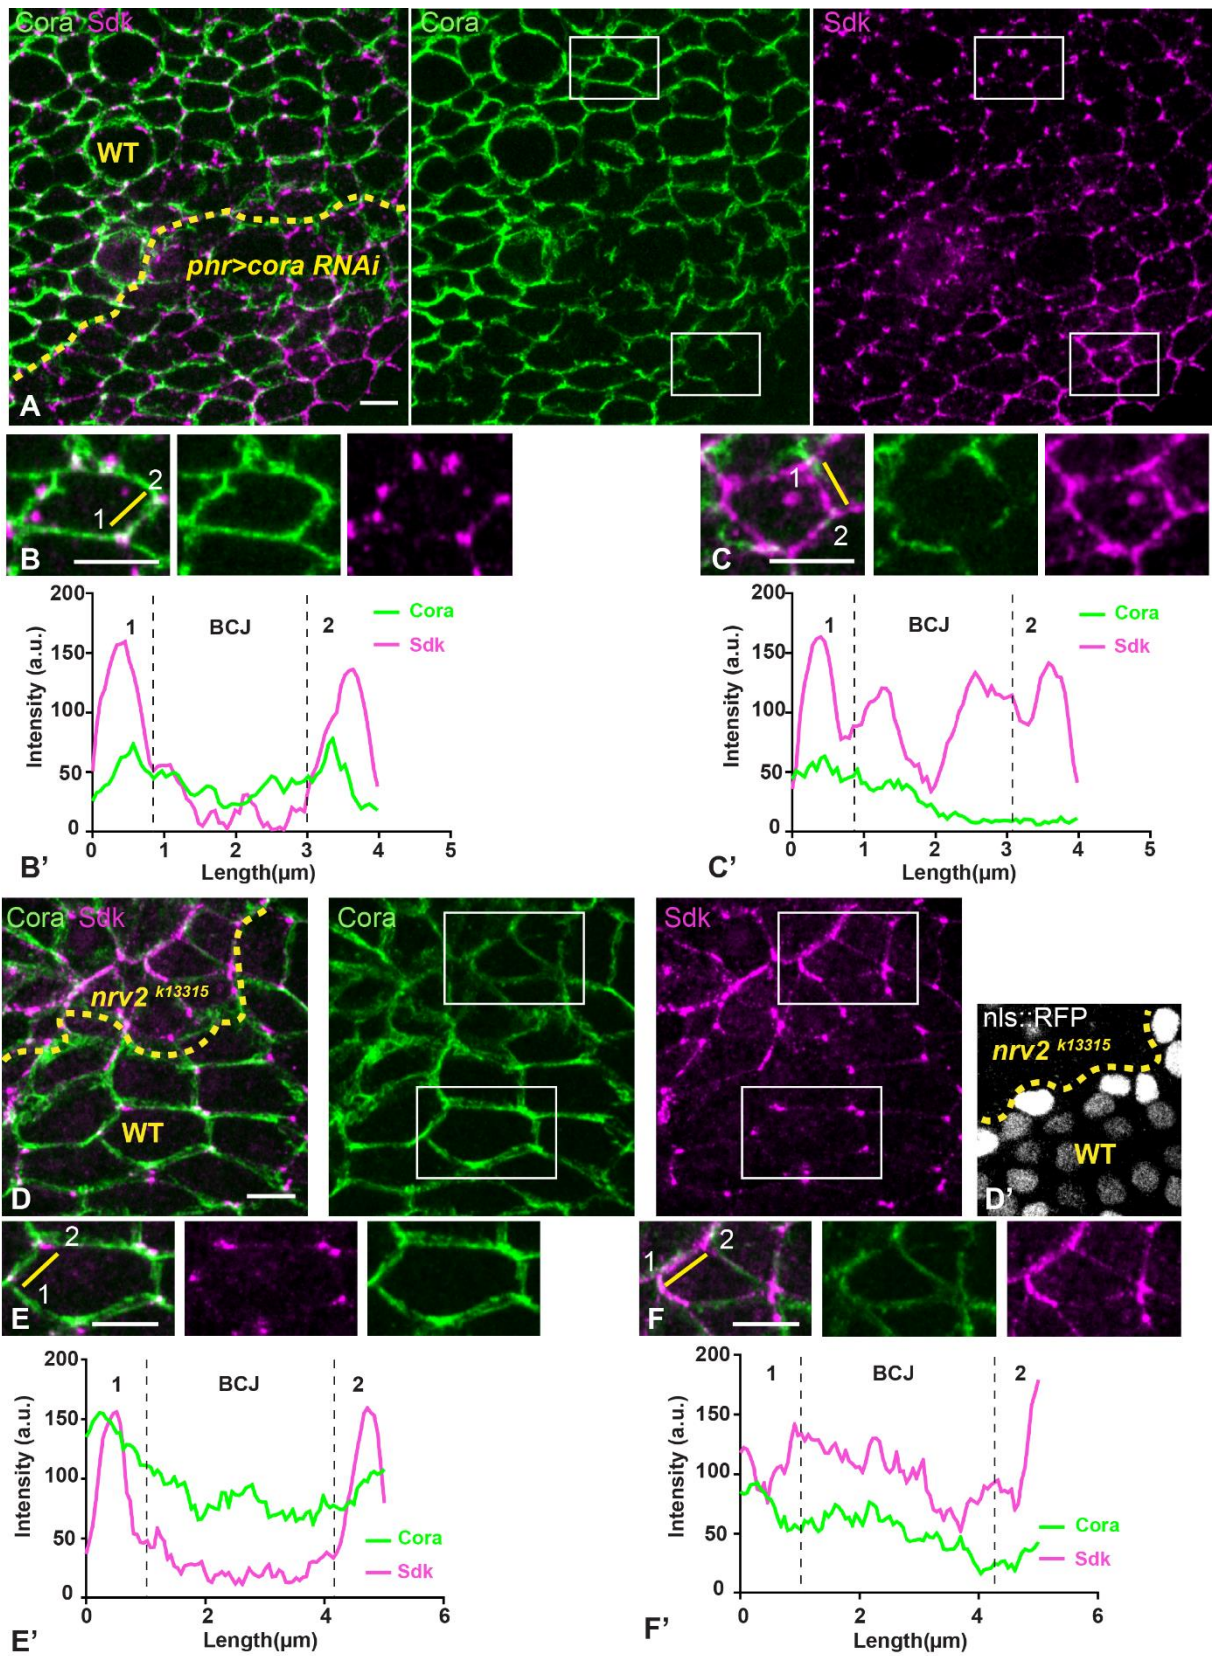 Cora Sdk
Cora
Sdk
WT
pnr>cora RNAi
A
2
1
B
1
2
C
200
150
100
50
0
0 1 2 3 4 5
Intensity (a.u.)
Length(µm)
1 BCJ 2
Cora
Sdk
B’
200
150
100
50
0
0 1 2 3 4 5
Intensity (a.u.)
Length(µm)
1 BCJ 2
Cora
Sdk
C’
Cora Sdk
Cora
Sdk
nrv2 k13315
WT
D
nls::RFP
nrv2 k13315
WT
D’
2
1
E
1
2
F
200
150
100
50
0
0 2 4 6
Intensity (a.u.)
Length(µm)
1 BCJ 2
Cora
Sdk
E’
200
150
100
50
0
0 2 4 6
Intensity (a.u.)
Length(µm)
1 BCJ 2
Cora
Sdk
F’